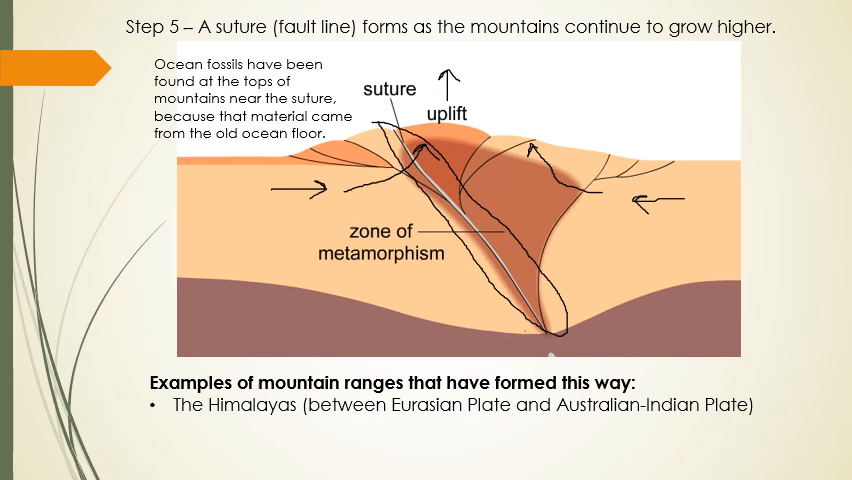 Step 5 – A suture (fault line) forms as the mountains continue to grow higher.
Ocean fossils have been
found at the tops of
mountains near the suture,
because that material came
from the old ocean floor.
suture
uplift
zone of
metamorphism
Examples of mountain ranges that have formed this way:
• The Himalayas (between Eurasian Plate and Australian-Indian Plate)